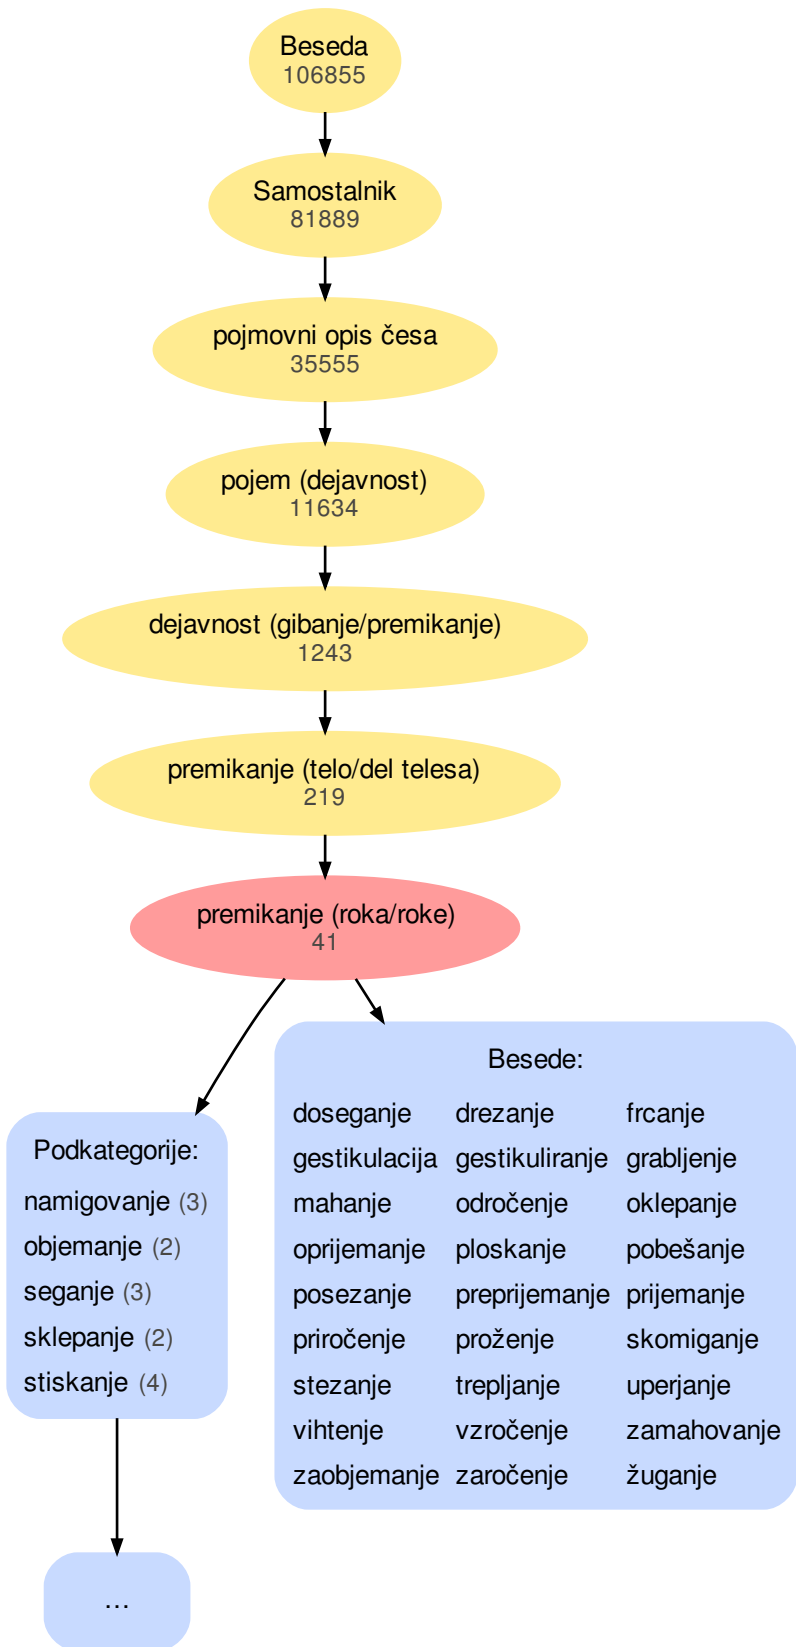 Beseda
106855
Samostalnik
81889
pojmovni opis česa
35555
pojem (dejavnost)
11634
dejavnost (gibanje/premikanje)
1243
premikanje (telo/del telesa)
219
premikanje (roka/roke)
41
Podkategorije:
namigovanje (3)
objemanje (2)
seganje (3)
sklepanje (2)
stiskanje (4)
...
Besede:
doseganje drezanje frcanje
gestikulacija gestikuliranje grabljenje
mahanje odročenje oklepanje
oprijemanje ploskanje pobešanje
posezanje preprijemanje prijemanje
priročenje proženje skomiganje
stezanje trepljanje uperjanje
vihtenje vzročenje zamahovanje
zaobjemanje zaročenje žuganje